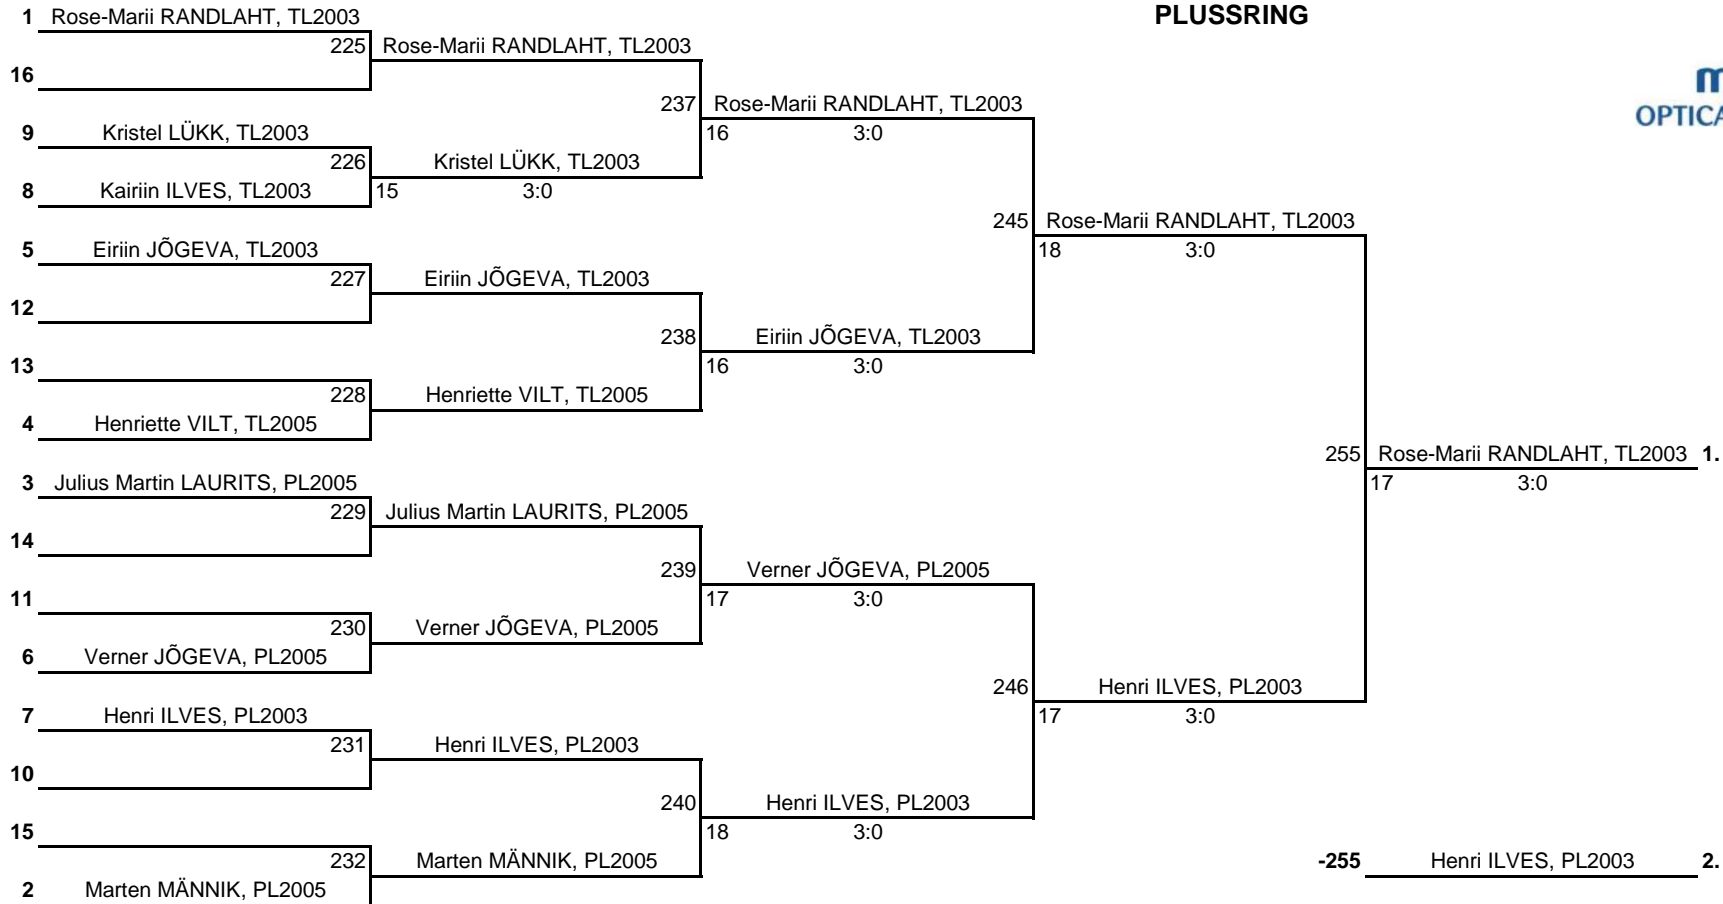 PLUSSRING
1 Rose-Marii RANDLAHT, TL2003
225 Rose-Marii RANDLAHT, TL2003
16
237 Rose-Marii RANDLAHT, TL2003
OPTICA
9 Kristel LÜKK, TL2003
16 3:0
226 Kristel LÜKK, TL2003
8 Kairiin ILVES, TL2003
15 3:0
245 Rose-Marii RANDLAHT, TL2003
5 Eiriin JÕGEVA, TL2003
18 3:0
227 Eiriin JÕGEVA, TL2003
12
238 Eiriin JÕGEVA, TL2003
13
16 3:0
228 Henriette VILT, TL2005
4 Henriette VILT, TL2005
255 Rose-Marii RANDLAHT, TL2003 1.
3 Julius Martin LAURITS, PL2005
17 3:0
229 Julius Martin LAURITS, PL2005
14
239 Verner JÕGEVA, PL2005
11
17 3:0
230 Verner JÕGEVA, PL2005
6 Verner JÕGEVA, PL2005
246 Henri ILVES, PL2003
7 Henri ILVES, PL2003
17 3:0
231 Henri ILVES, PL2003
10
240 Henri ILVES, PL2003
15
18 3:0
232 Marten MÄNNIK, PL2005
-255 Henri ILVES, PL2003 2.
2 Marten MÄNNIK, PL2005